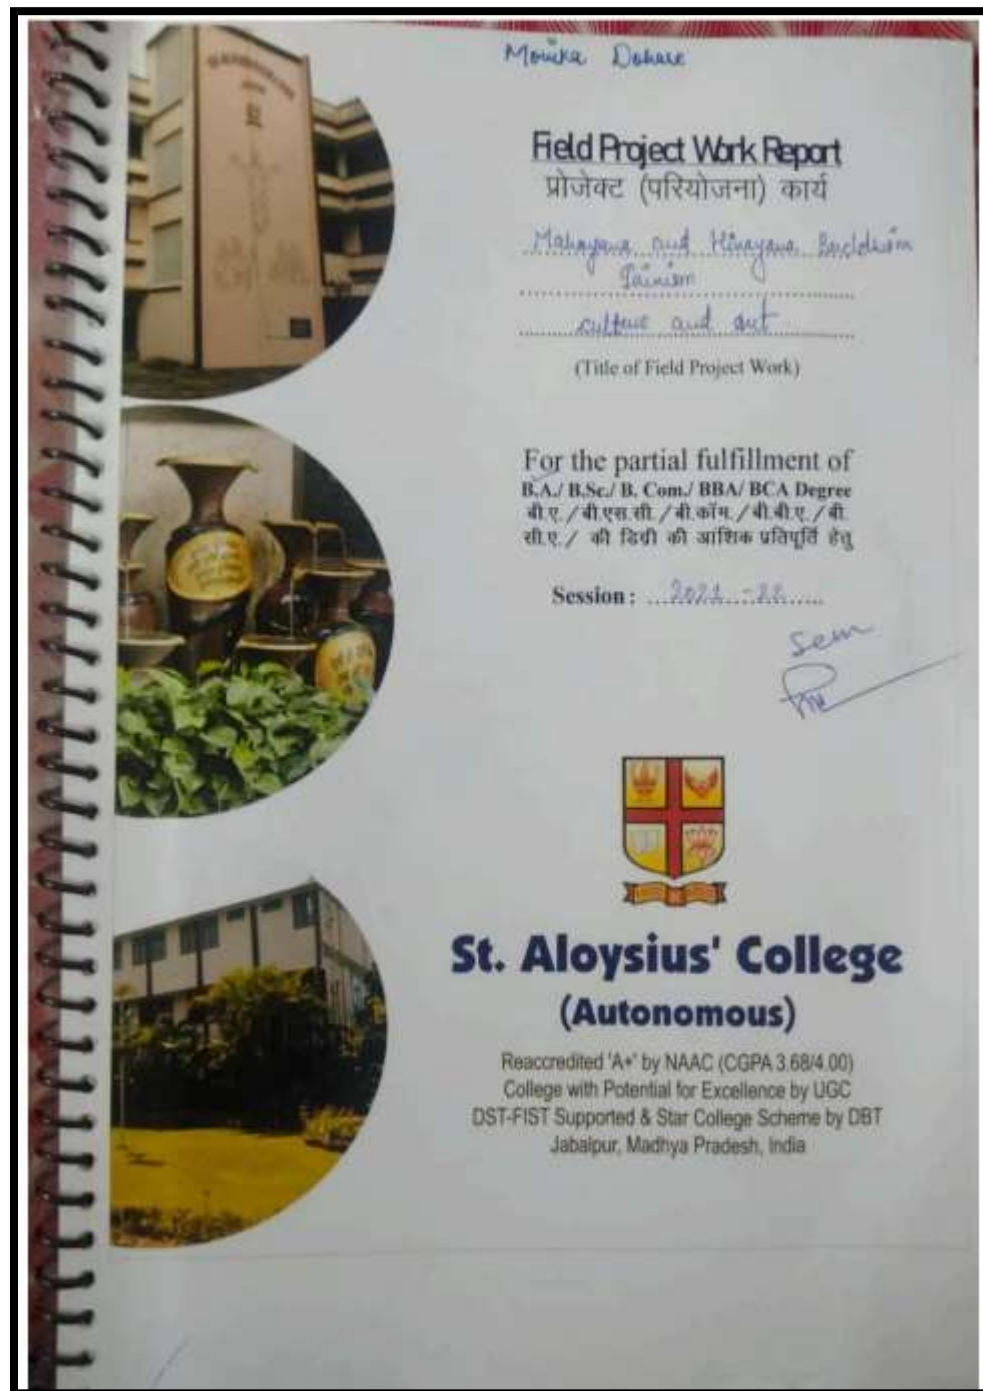 Monika Dohare
Field Project Work Report
प्रोजेक्ट (परियोजना) कार्य
Mahayana and Hinayana Buddhism
Jainism
culture and art
(Title of Field Project Work)
For the partial fulfillment of
B.A./ B.Sc./ B. Com./ BBA/ BCA Degree
बी.ए. / बी.एस.सी. / बी.कॉम. / बी.बी.ए. / बी.
सी.ए. / की डिग्री की आंशिक प्रतिपूर्ति हेतु
Session : 2021-22
Sem
St. Aloysius' College
(Autonomous)
Reaccredited 'A+' by NAAC (CGPA 3.68/4.00)
College with Potential for Excellence by UGC
DST-FIST Supported & Star College Scheme by DBT
Jabalpur, Madhya Pradesh, India